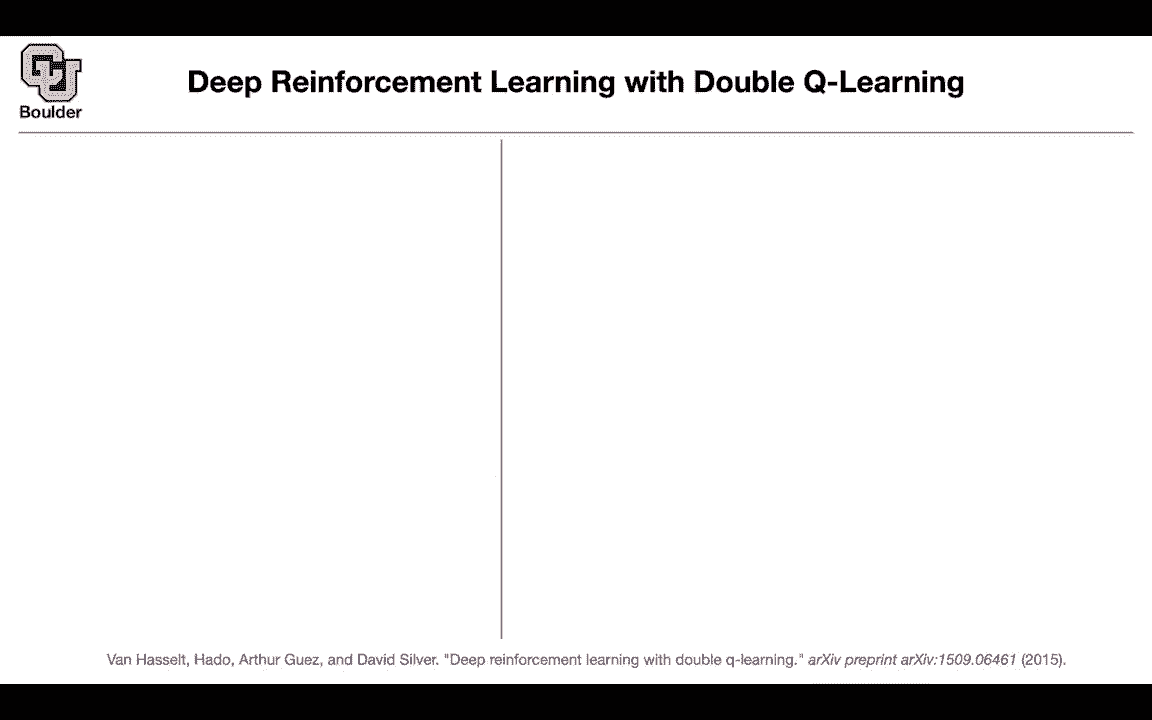 Boulder
Deep Reinforcement Learning with Double Q-Learning
Van Hasselt, Hado, Arthur Guez, and David Silver. "Deep reinforcement learning with double q-learning." arXiv preprint arXiv:1509.06461 (2015).